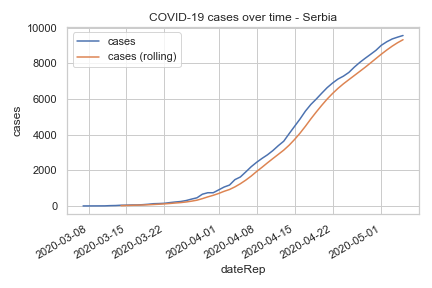 COVID-19 cases over time - Serbia
cases
cases (rolling)
10000
8000
6000
4000
2000
0
cases
2020-03-08
2020-03-15
2020-03-22
2020-04-01
2020-04-08
2020-04-15
2020-04-22
2020-05-01
dateRep